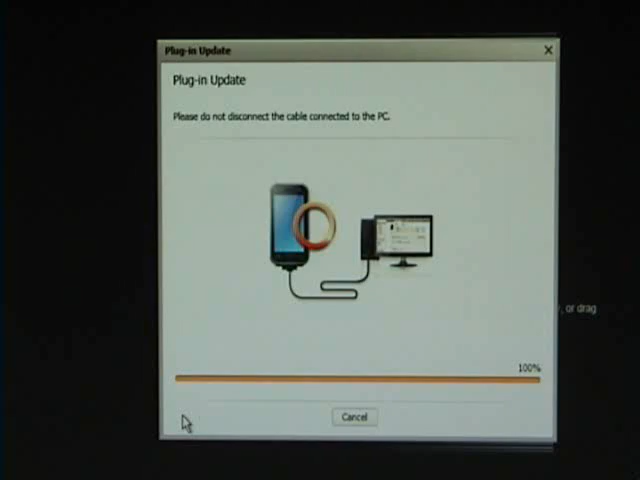 Plug-in Update
Plug-in Update
Please do not disconnect the cable connected to the PC.
, or drag
100%
Cancel